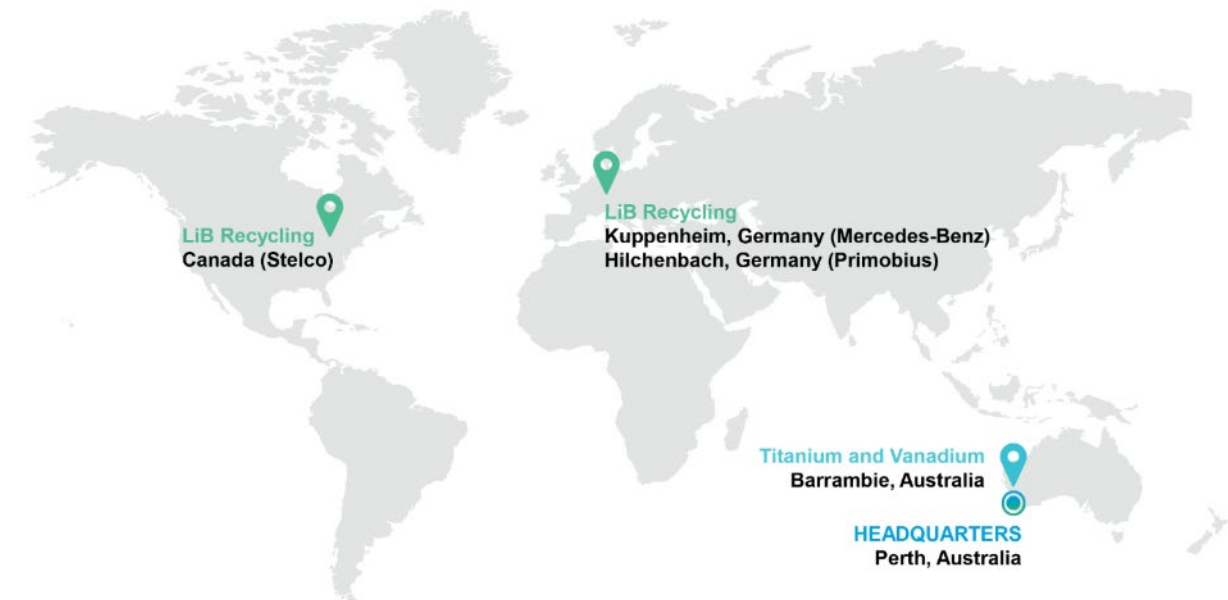 LiB Recycling
Canada (Stelco)
LiB Recycling
Kuppenheim, Germany (Mercedes-Benz)
Hilchenbach, Germany (Primobius)
Titanium and Vanadium
Barrambie, Australia
HEADQUARTERS
Perth, Australia